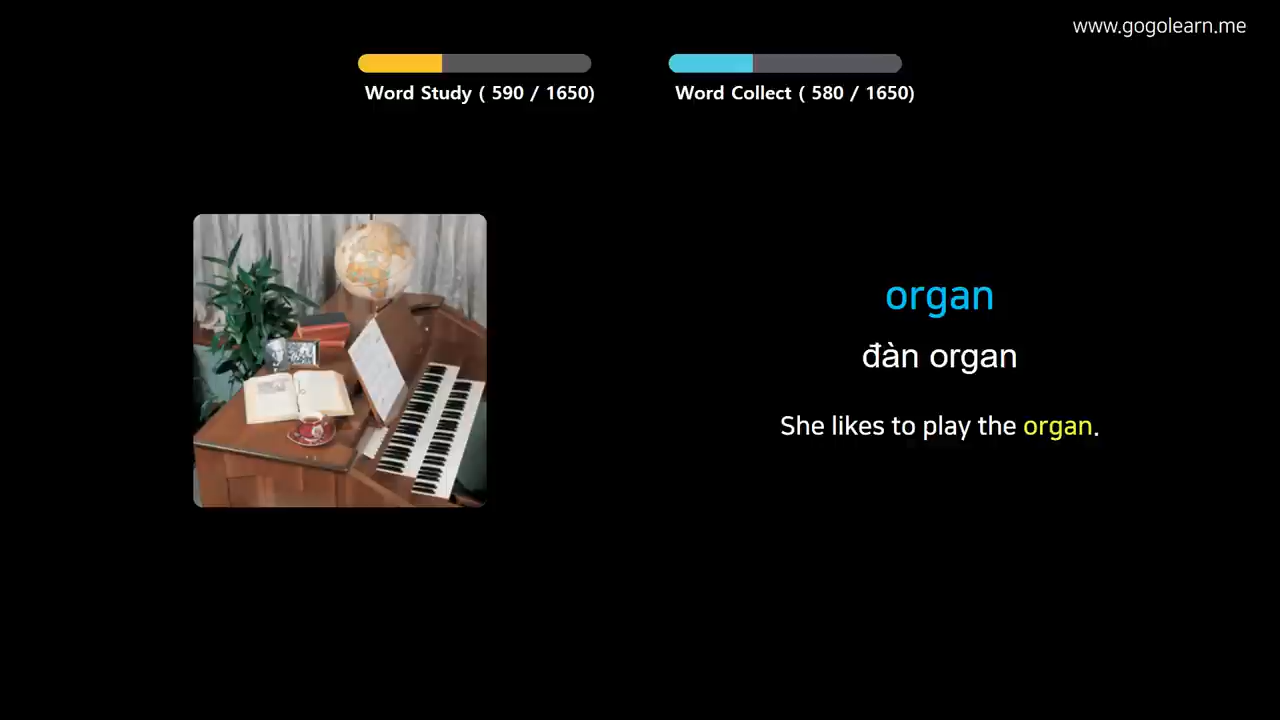 www.gogolearn.me
Word Study ( 590 / 1650)
Word Collect ( 580 / 1650)
organ
đàn organ
She likes to play the organ.